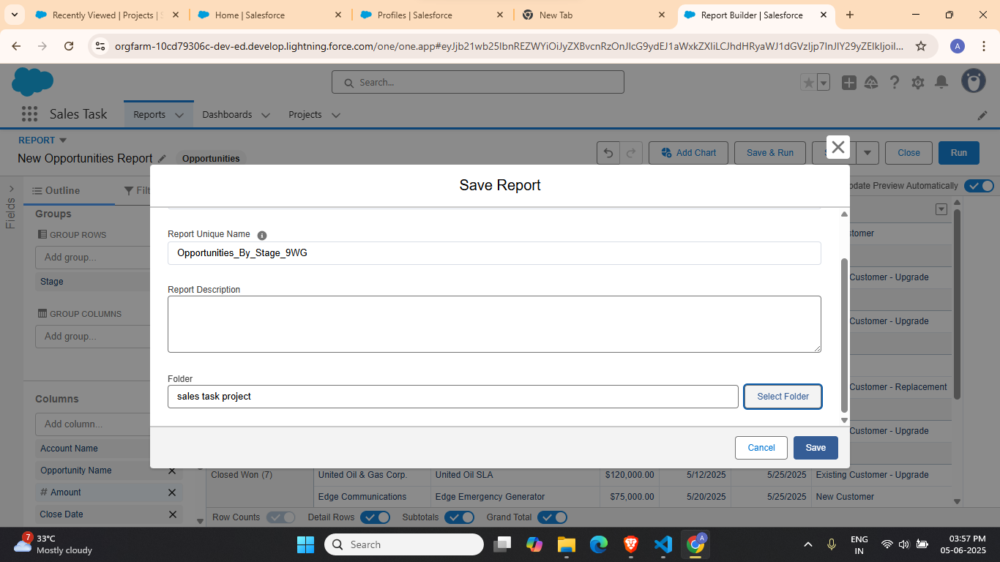 Recently Viewed | Projects |
Home | Salesforce
Profiles | Salesforce
New Tab
Report Builder | Salesforce
orgfarm-10cd79306c-dev-ed.develop.lightning.force.com/one/one.app#eyJjb21wb25lbnREZWYiOiJyZXBvcnRzOnJlcG9ydEJ1aWxkZXIiLCJhdHRyaWJ1dGVzIjp7InJlY29yZElkIjoil...
A
Search...
Sales Task
Reports
Dashboards
Projects
REPORT
New Opportunities Report
Opportunities
Add Chart
Save & Run
Close
Run
Fields
Outline
Filt
pdate Preview Automatically
Save Report
Groups
GROUP ROWS
Add group...
Stage
GROUP COLUMNS
Add group...
Columns
Add column...
Account Name
Opportunity Name
# Amount
Close Date
Report Unique Name
Opportunities_By_Stage_9WG
Report Description
Folder
sales task project
Select Folder
Cancel
Save
stomer
Customer - Upgrade
Customer - Upgrade
Customer - Replacement
Customer - Upgrade
Closed Won (7)
United Oil & Gas Corp.
United Oil SLA
$120,000.00
5/12/2025
5/25/2025
Existing Customer - Upgrade
Edge Communications
Edge Emergency Generator
$75,000.00
5/20/2025
5/25/2025
New Customer
Row Counts
Detail Rows
Subtotals
Grand Total
7
33°C
Mostly cloudy
Search
A
ENG
IN
03:57 PM
05-06-2025